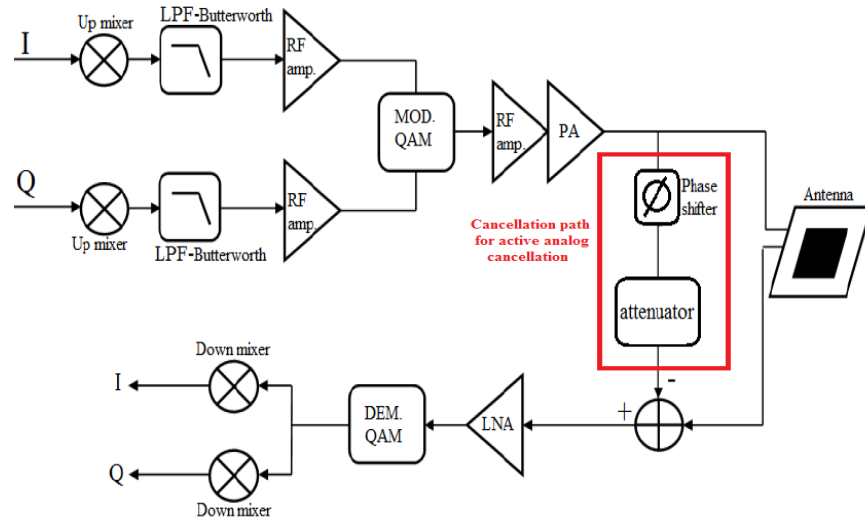 Up mixer
LPF-Butterworth
I
RF
amp.
MOD.
QAM
RF
amp.
PA
Q
Up mixer
LPF-Butterworth
RF
amp.
Phase
shifter
Antenna
Cancellation path
for active analog
cancellation
attenuator
-
+
Down mixer
I
DEM.
QAM
LNA
Q
Down mixer